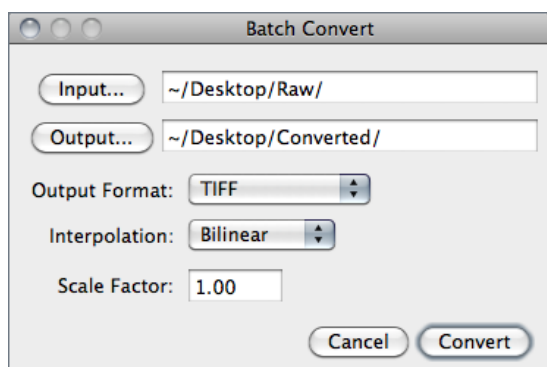 Batch Convert
Input... ~/Desktop/Raw/
Output... ~/Desktop/Converted/
Output Format: TIFF
Interpolation: Bilinear
Scale Factor: 1.00
Cancel Convert